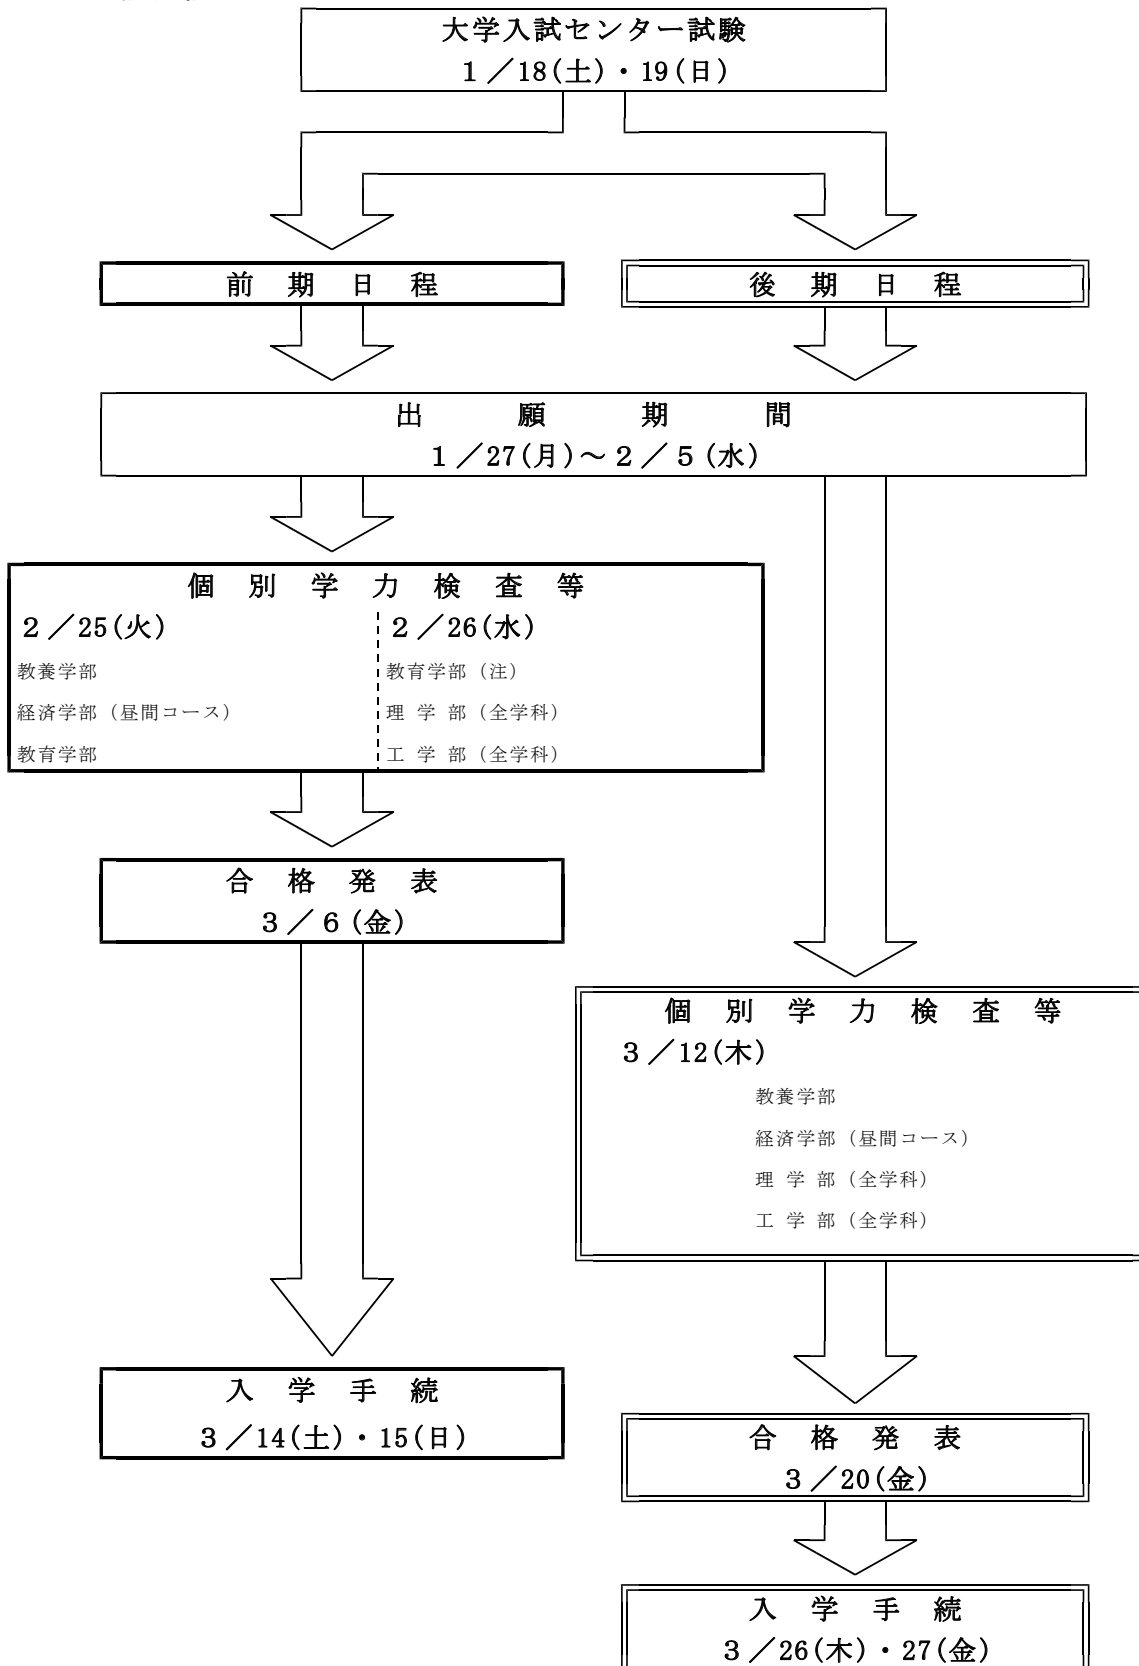 大学入試センター試験
１／18(土)・19(日)
前　期　日　程
後　期　日　程
出　願　期　間
１／27(月)～２／５(水)
個　別　学　力　検　査　等
２／25(火)
教養学部
経済学部（昼間コース）
教育学部
２／26(水)
教育学部（注）
理 学 部（全学科）
工 学 部（全学科）
合　格　発　表
３／６(金)
個　別　学　力　検　査　等
３／12(木)
教養学部
経済学部（昼間コース）
理 学 部（全学科）
工 学 部（全学科）
入　学　手　続
３／14(土)・15(日)
合　格　発　表
３／20(金)
入　学　手　続
３／26(木)・27(金)